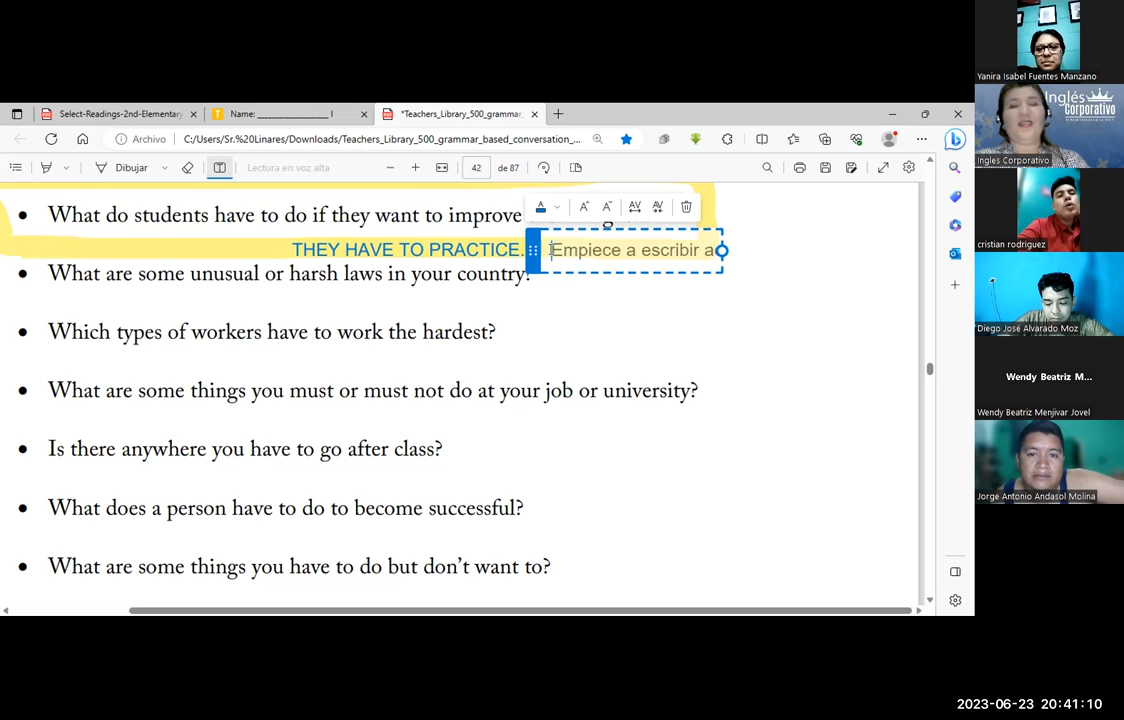 Yanira Isabel Fuentes Manzano
Inglés
Corporativo
Ingles Corporativo
cristian rodriguez
Diego José Alvarado Moz
Wendy Beatriz M...
Wendy Beatriz Menjivar Jovel
Jorge Antonio Andasol Molina
Select-Readings-2nd-Elementary
Name: ________________ I
*Teachers_Library_500_grammar_
Archivo
C:/Users/Sr.%20Linares/Downloads/Teachers_Library_500_grammar_based_conversation_...
Dibujar
Lectura en voz alta
42
de 87
What do students have to do if they want to improve
THEY HAVE TO PRACTICE.
Empiece a escribir a
What are some unusual or harsh laws in your country?
Which types of workers have to work the hardest?
What are some things you must or must not do at your job or university?
Is there anywhere you have to go after class?
What does a person have to do to become successful?
What are some things you have to do but don't want to?
2023-06-23 20:41:10